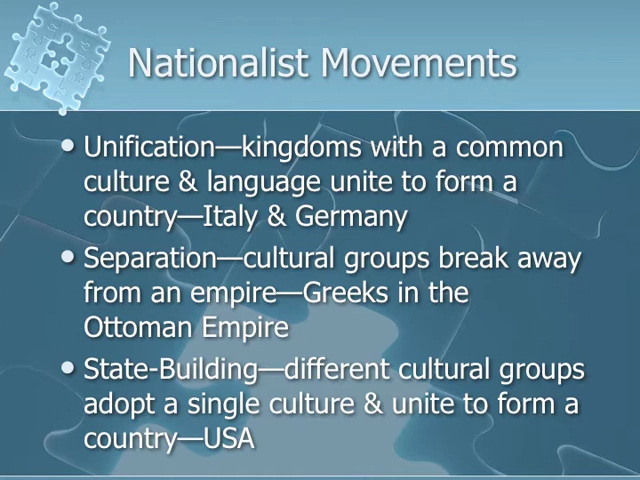 Nationalist Movements
• Unification—kingdoms with a common
culture & language unite to form a
country—Italy & Germany
• Separation—cultural groups break away
from an empire—Greeks in the
Ottoman Empire
• State-Building—different cultural groups
adopt a single culture & unite to form a
country—USA